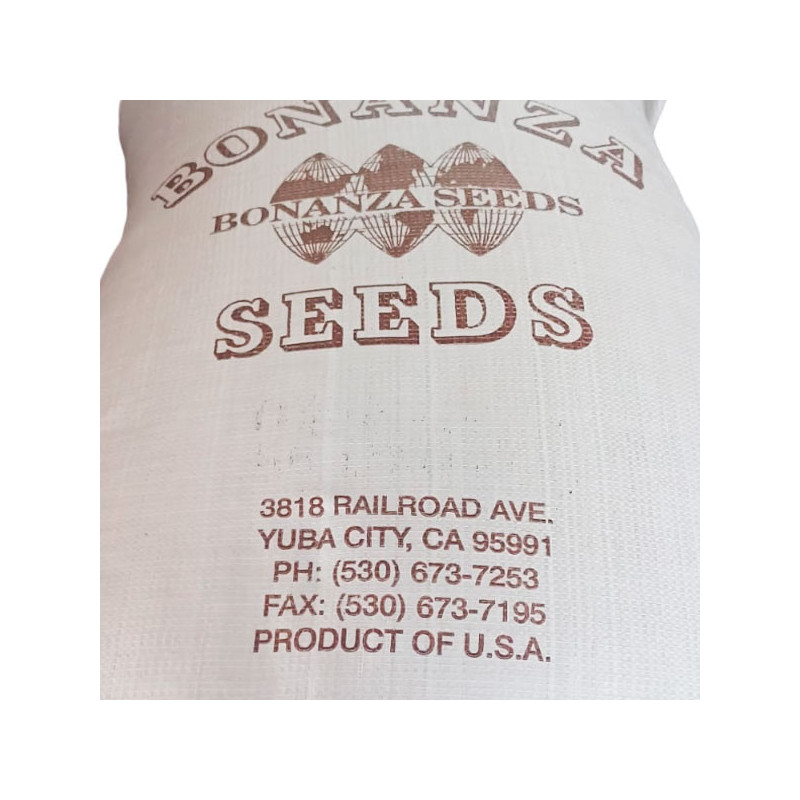 BONANZA
BONANZA SEEDS
SEEDS
3818 RAILROAD AVE.
YUBA CITY, CA 95991
PH: (530) 673-7253
FAX: (530) 673-7195
PRODUCT OF U.S.A.